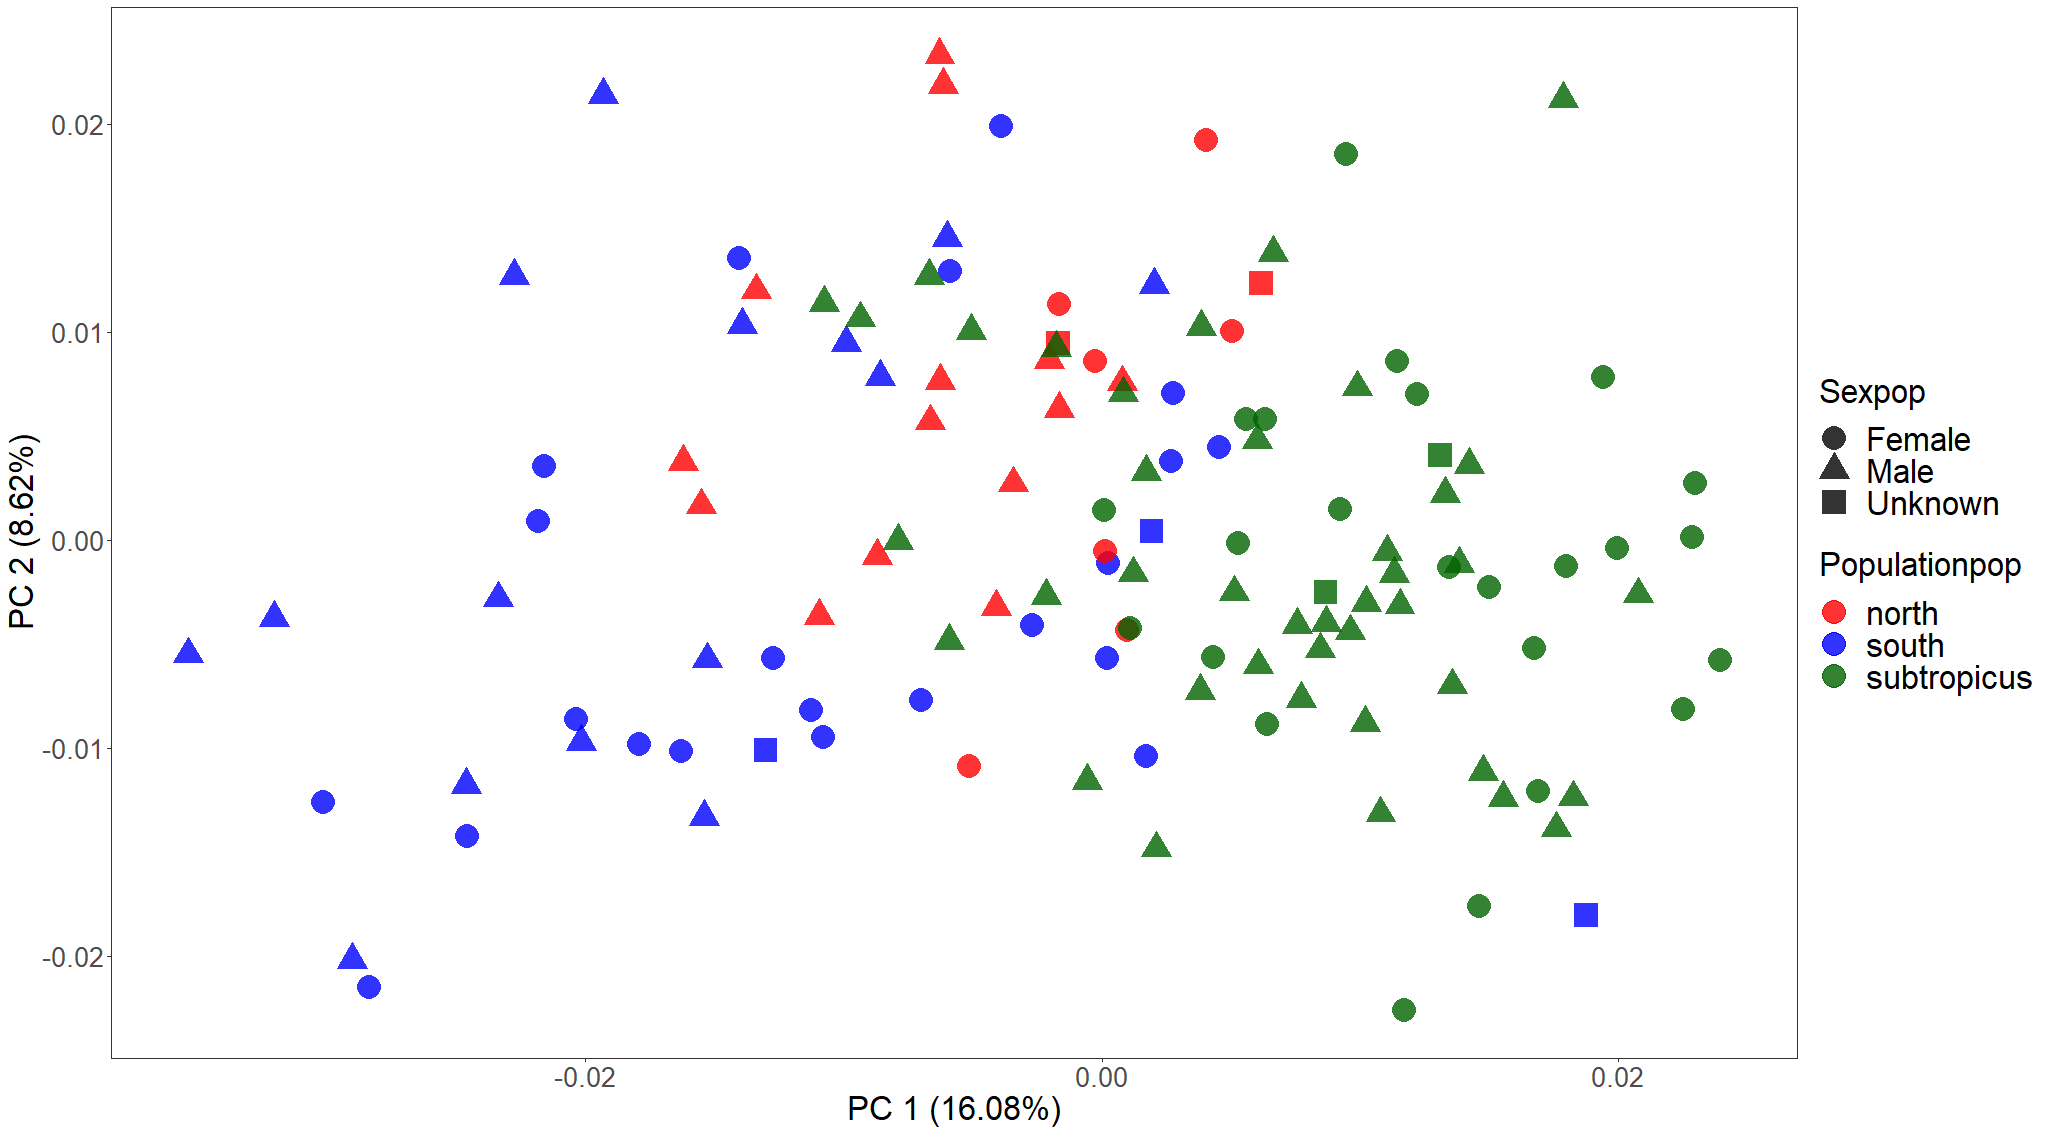 0.02
0.01
0.00
-0.01
-0.02
PC 2 (8.62%)
-0.02
0.00
0.02
PC 1 (16.08%)
Sexpop
Female
Male
Unknown
Populationpop
north
south
subtropicus